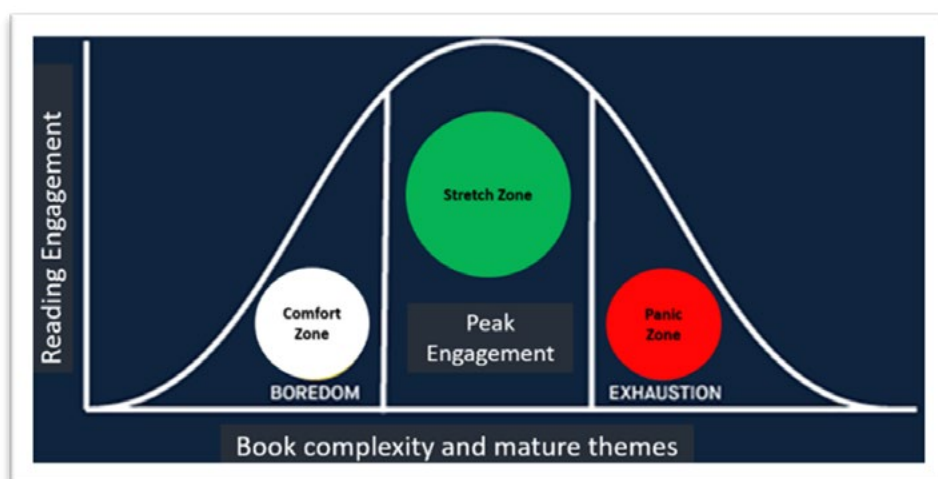 Reading Engagement
Stretch Zone
Comfort
Zone
Peak
Engagement
Panic
Zone
BOREDOM
EXHAUSTION
Book complexity and mature themes